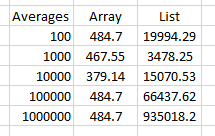 Averages Array List
100 484.7 19994.29
1000 467.55 3478.25
10000 379.14 15070.53
100000 484.7 66437.62
1000000 484.7 935018.2